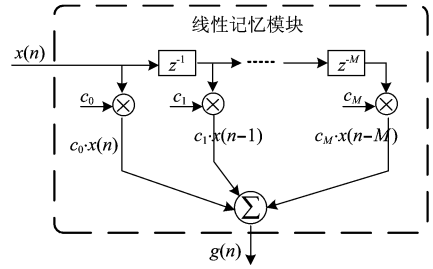 线性记忆模块
x(n)
z⁻¹
z⁻ᴹ
c₀
c₁
c_M
c₀·x(n)
c₁·x(n−1)
c_M·x(n−M)
Σ
g(n)